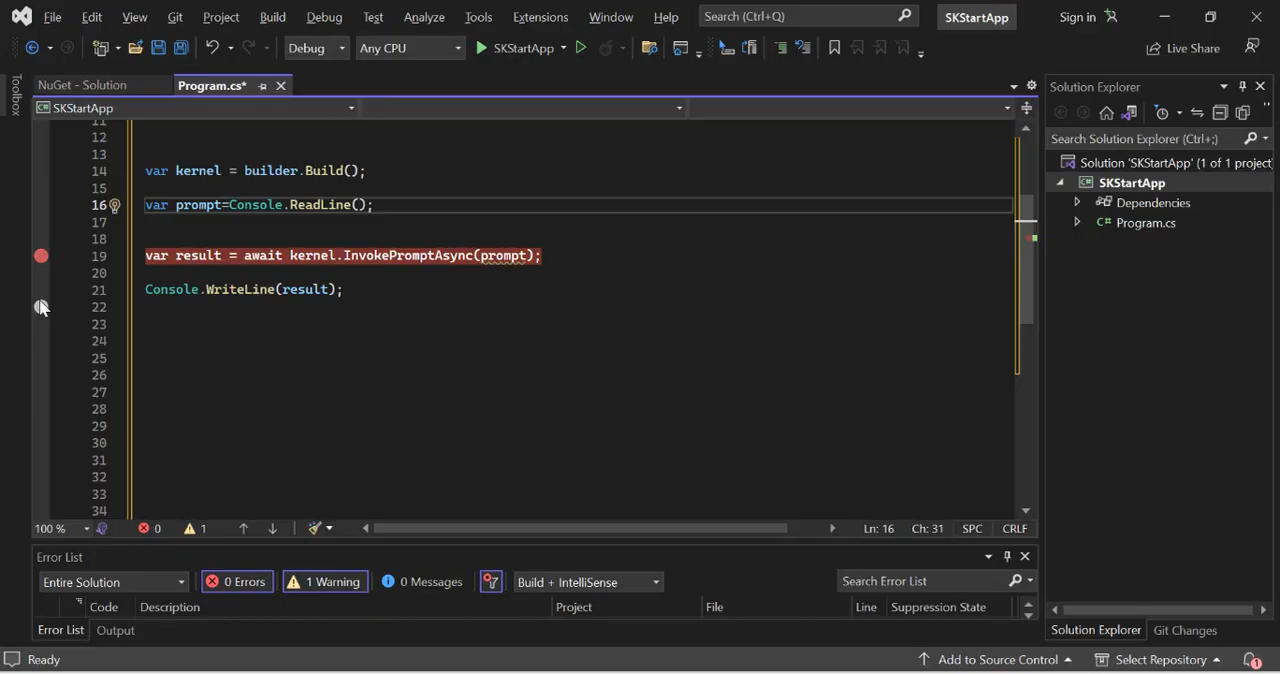 File Edit View Git Project Build Debug Test Analyze Tools Extensions Window Help Search (Ctrl+Q) SKStartApp Sign in
Debug Any CPU SKStartApp Live Share
Toolbox
NuGet - Solution Program.cs*
SKStartApp
11
12
13
14 var kernel = builder.Build();
15
16 var prompt=Console.ReadLine();
17
18
19 var result = await kernel.InvokePromptAsync(prompt);
20
21 Console.WriteLine(result);
22
23
24
25
26
27
28
29
30
31
32
33
34
100 % 0 1 Ln: 16 Ch: 31 SPC CRLF
Error List
Entire Solution 0 Errors 1 Warning 0 Messages Build + IntelliSense Search Error List
Code Description Project File Line Suppression State
Error List Output
Solution Explorer
Search Solution Explorer (Ctrl+;)
Solution 'SKStartApp' (1 of 1 project
C# SKStartApp
Dependencies
C# Program.cs
Solution Explorer Git Changes
Ready Add to Source Control Select Repository 1